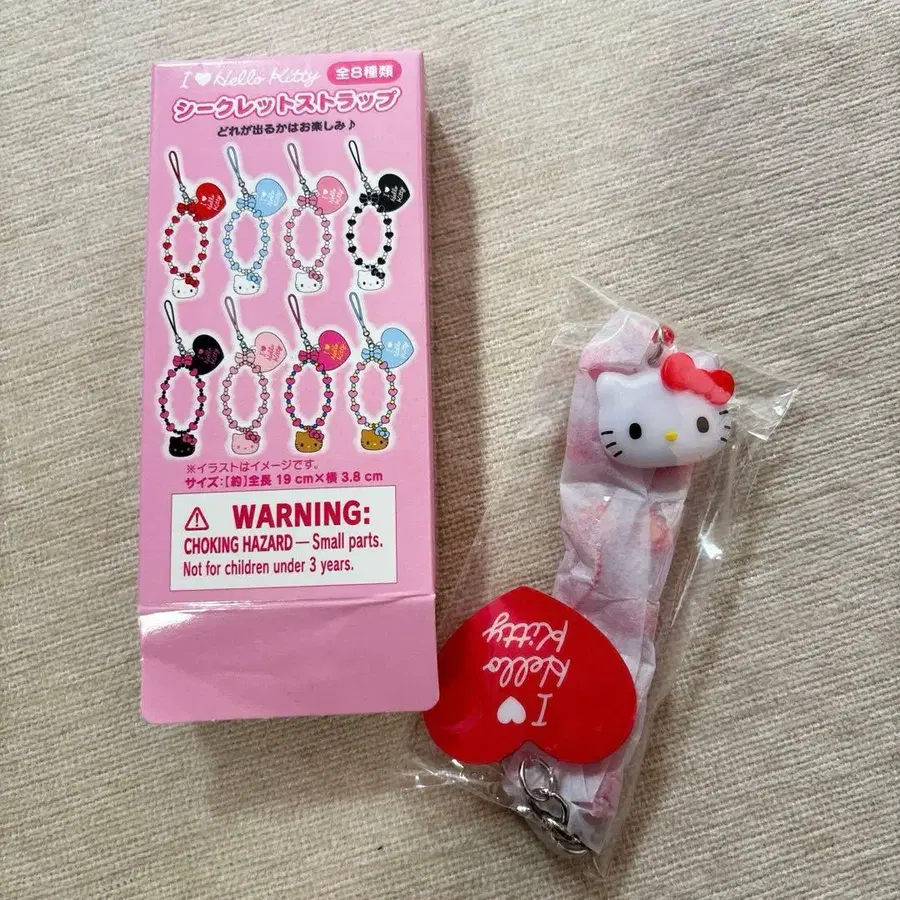 I ♥ Hello Kitty 全8種類
シークレットストラップ
どれが出るかはお楽しみ♪
※イラストはイメージです。
サイズ:【約】全長 19 cm×横 3.8 cm
⚠ WARNING:
CHOKING HAZARD — Small parts.
Not for children under 3 years.
I ♥
Hello
Kitty